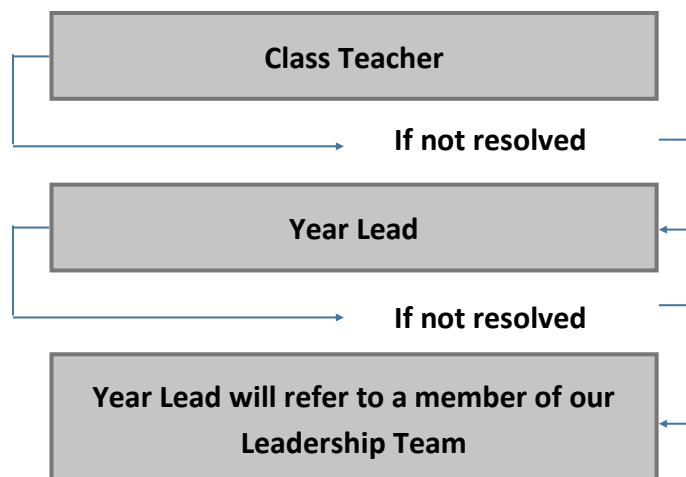 Class Teacher
If not resolved
Year Lead
If not resolved
Year Lead will refer to a member of our
Leadership Team